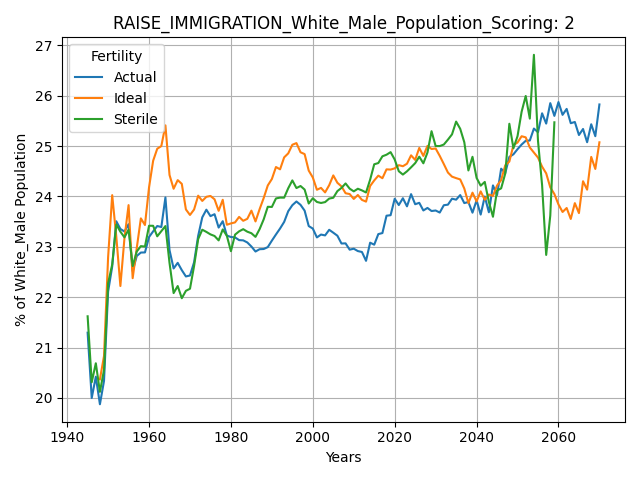 RAISE_IMMIGRATION_White_Male_Population_Scoring: 2
27
26
25
24
23
22
21
20
% of White_Male Population
Fertility
Actual
Ideal
Sterile
1940 1960 1980 2000 2020 2040 2060
Years